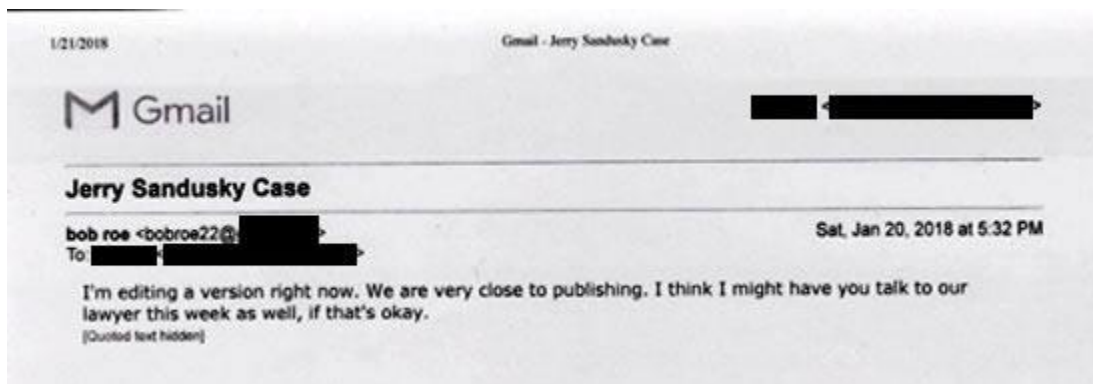 1/21/2018 Gmail - Jerry Sandusky Case
Gmail
< >
Jerry Sandusky Case
bob roe <bobroe22@ > Sat, Jan 20, 2018 at 5:32 PM
To: < >
I'm editing a version right now. We are very close to publishing. I think I might have you talk to our
lawyer this week as well, if that's okay.
[Quoted text hidden]